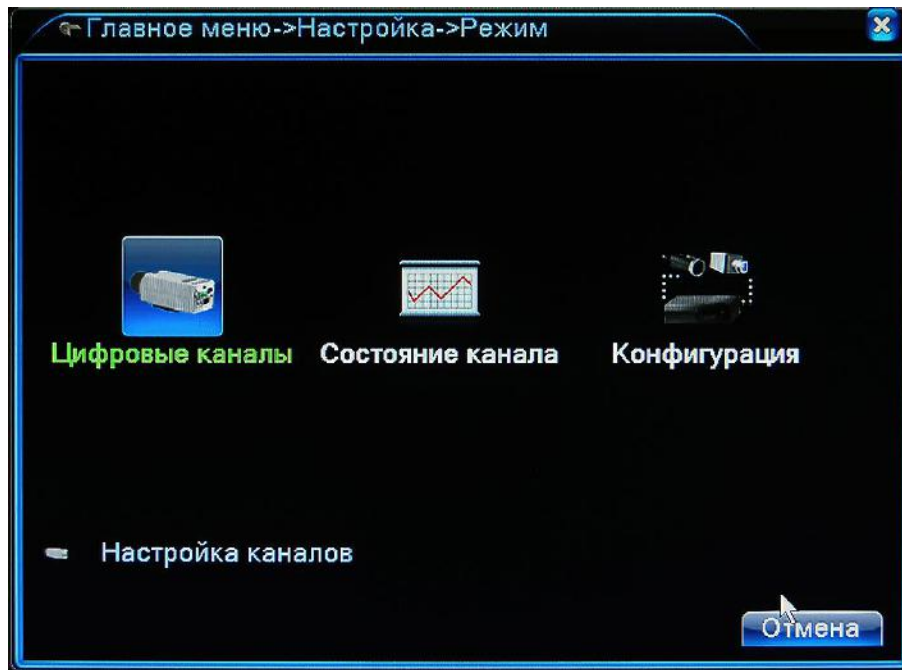 Главное меню->Настройка->Режим
Цифровые каналы
Состояние канала
Конфигурация
Настройка каналов
Отмена